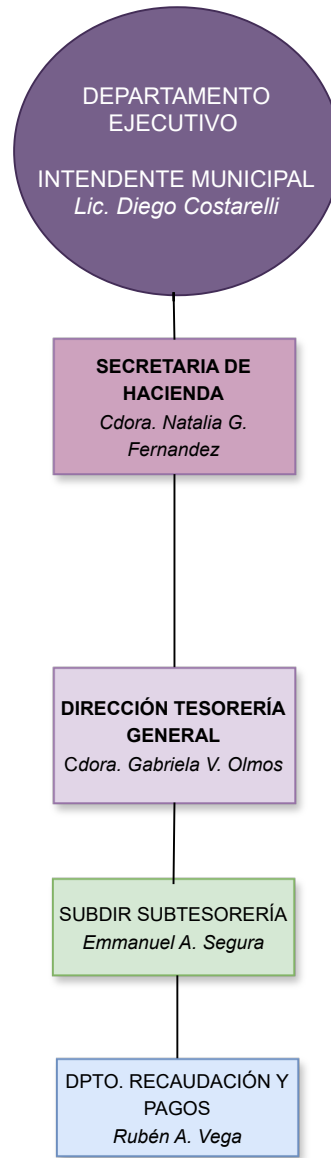 DEPARTAMENTO
EJECUTIVO
INTENDENTE MUNICIPAL
Lic. Diego Costarelli
SECRETARIA DE
HACIENDA
Cdora. Natalia G.
Fernandez
DIRECCIÓN TESORERÍA
GENERAL
Cdora. Gabriela V. Olmos
SUBDIR SUBTESORERÍA
Emmanuel A. Segura
DPTO. RECAUDACIÓN Y
PAGOS
Rubén A. Vega